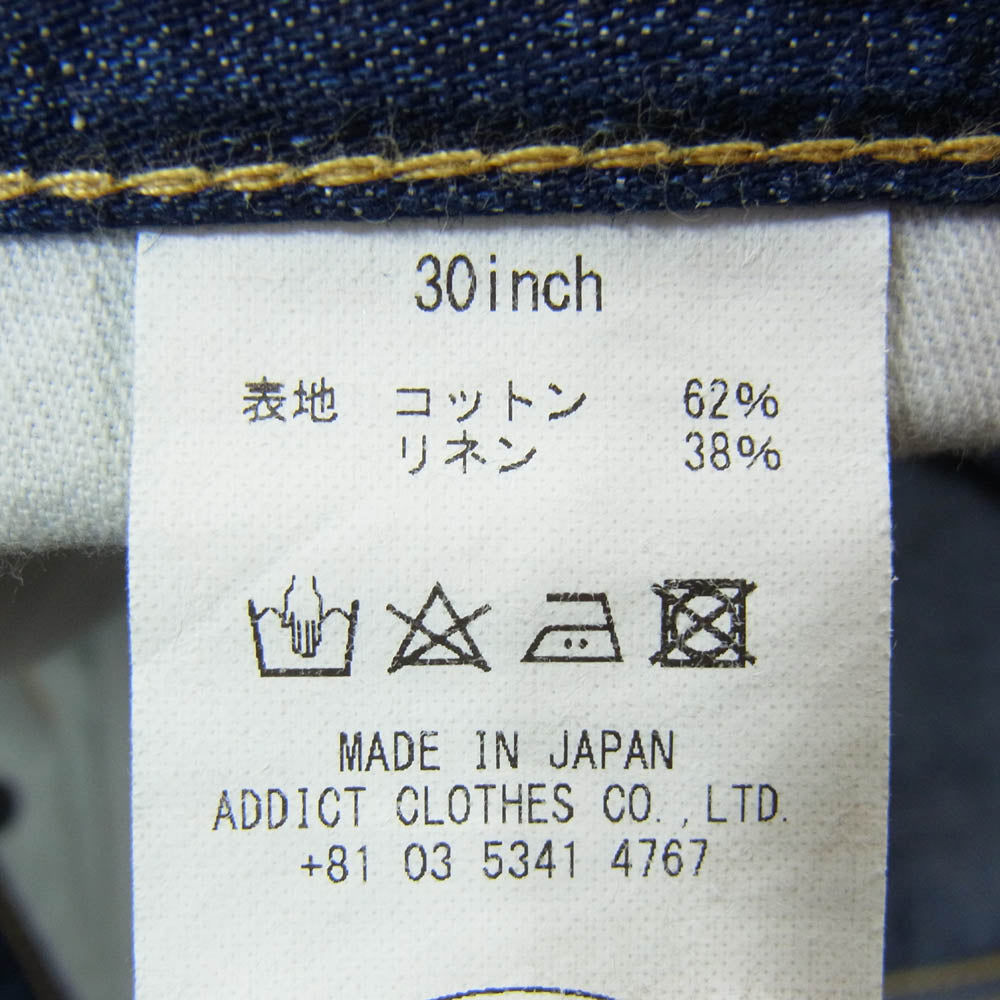 30inch
表地 コットン 62%
リネン 38%
MADE IN JAPAN
ADDICT CLOTHES CO.,LTD.
+81 03 5341 4767